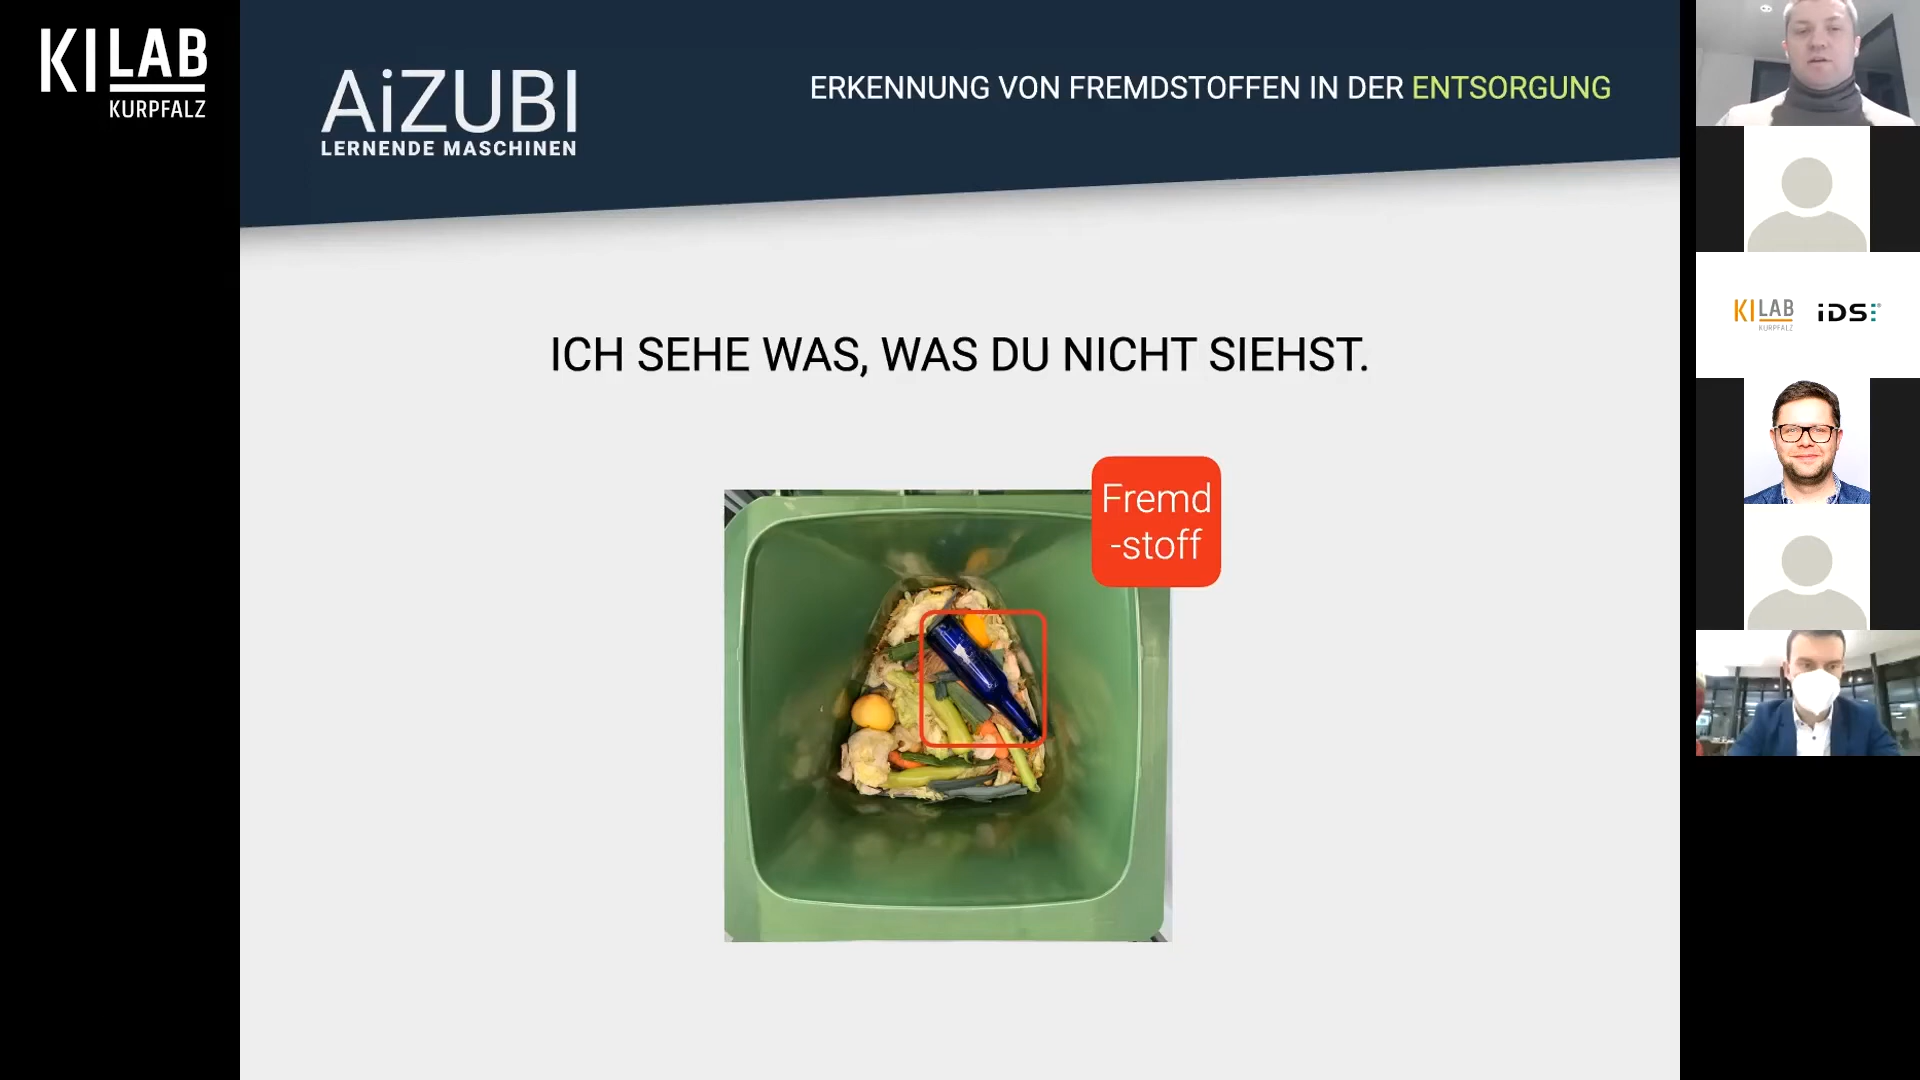 KI LAB
KURPFALZ
AiZUBI
LERNENDE MASCHINEN
ERKENNUNG VON FREMDSTOFFEN IN DER ENTSORGUNG
ICH SEHE WAS, WAS DU NICHT SIEHST.
Fremd
-stoff
KI LAB
KURPFALZ
iDS